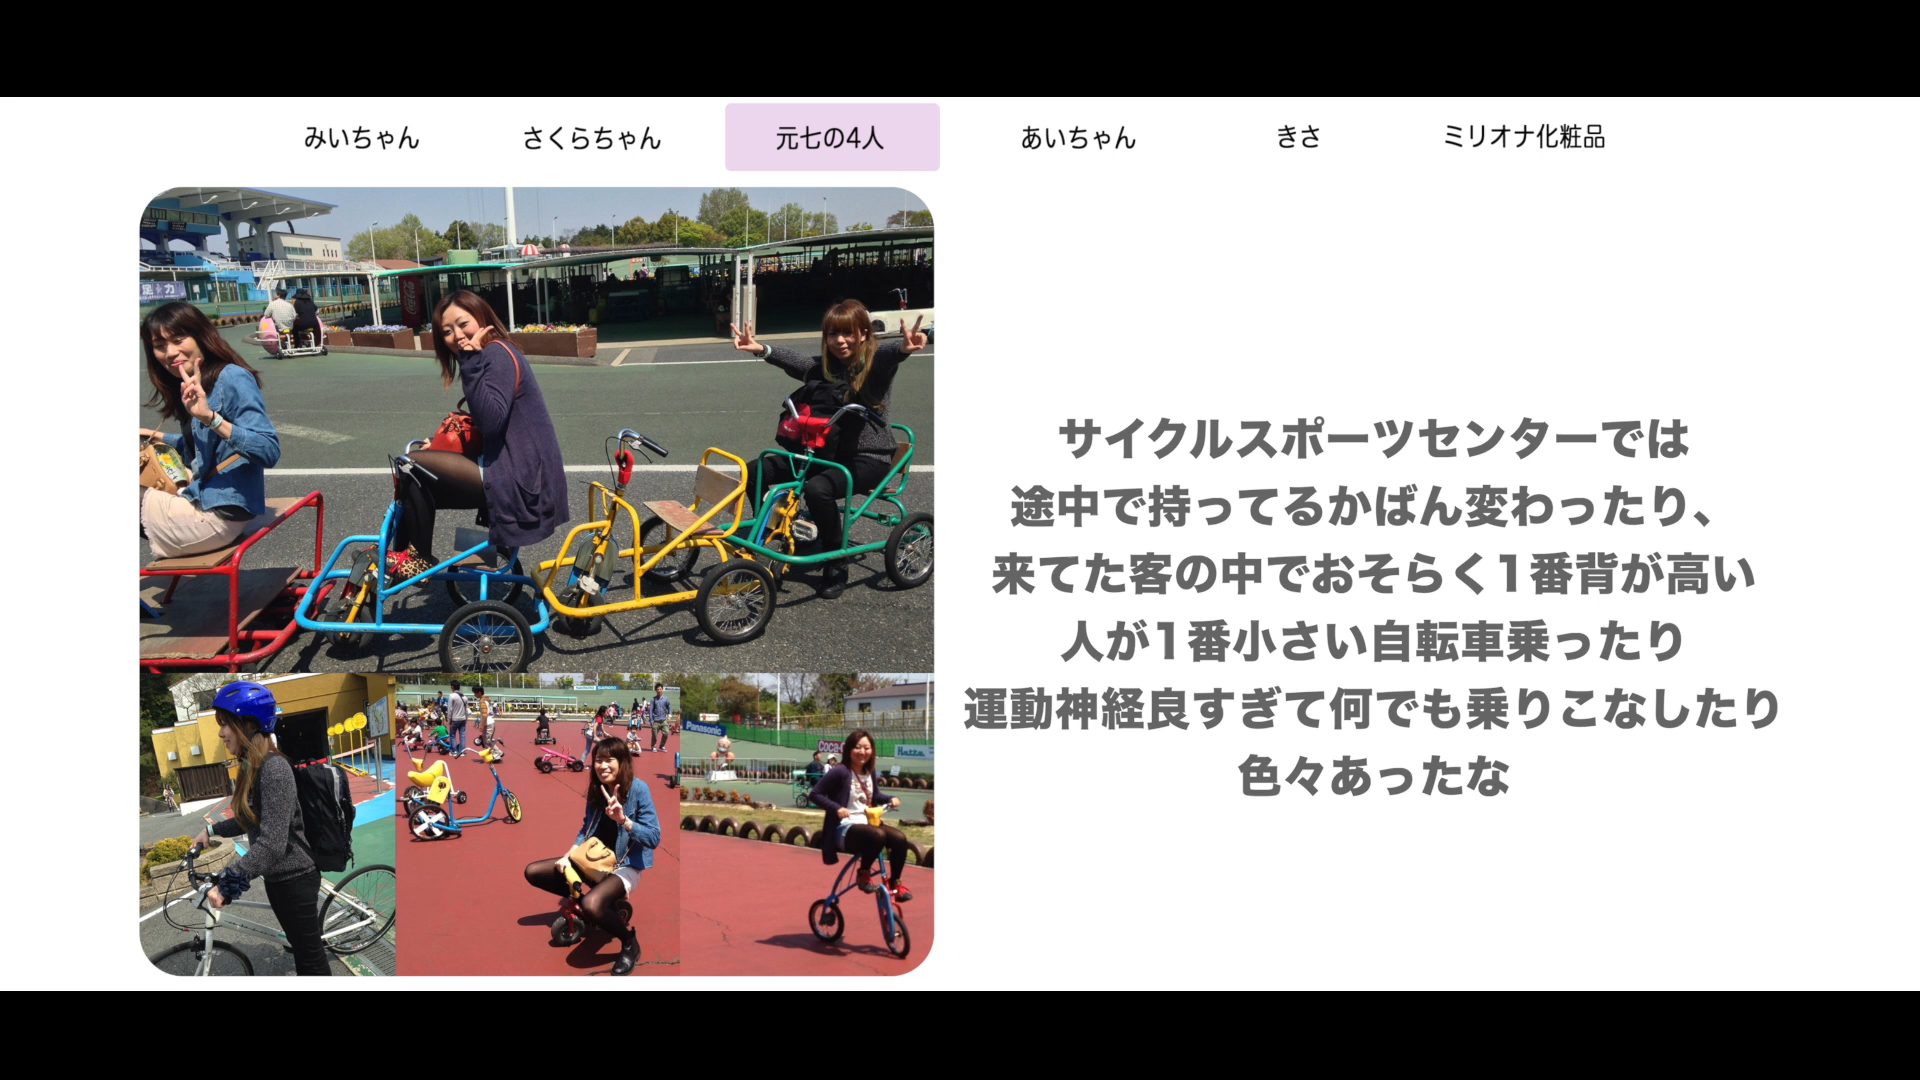 みいちゃん
さくらちゃん
元七の4人
あいちゃん
きさ
ミリオナ化粧品
足力
Coca-Cola
サイクルスポーツセンターでは
途中で持ってるかばん変わったり、
来てた客の中でおそらく1番背が高い
人が1番小さい自転車乗ったり
運動神経良すぎて何でも乗りこなしたり
色々あったな
Panasonic
Coca-C